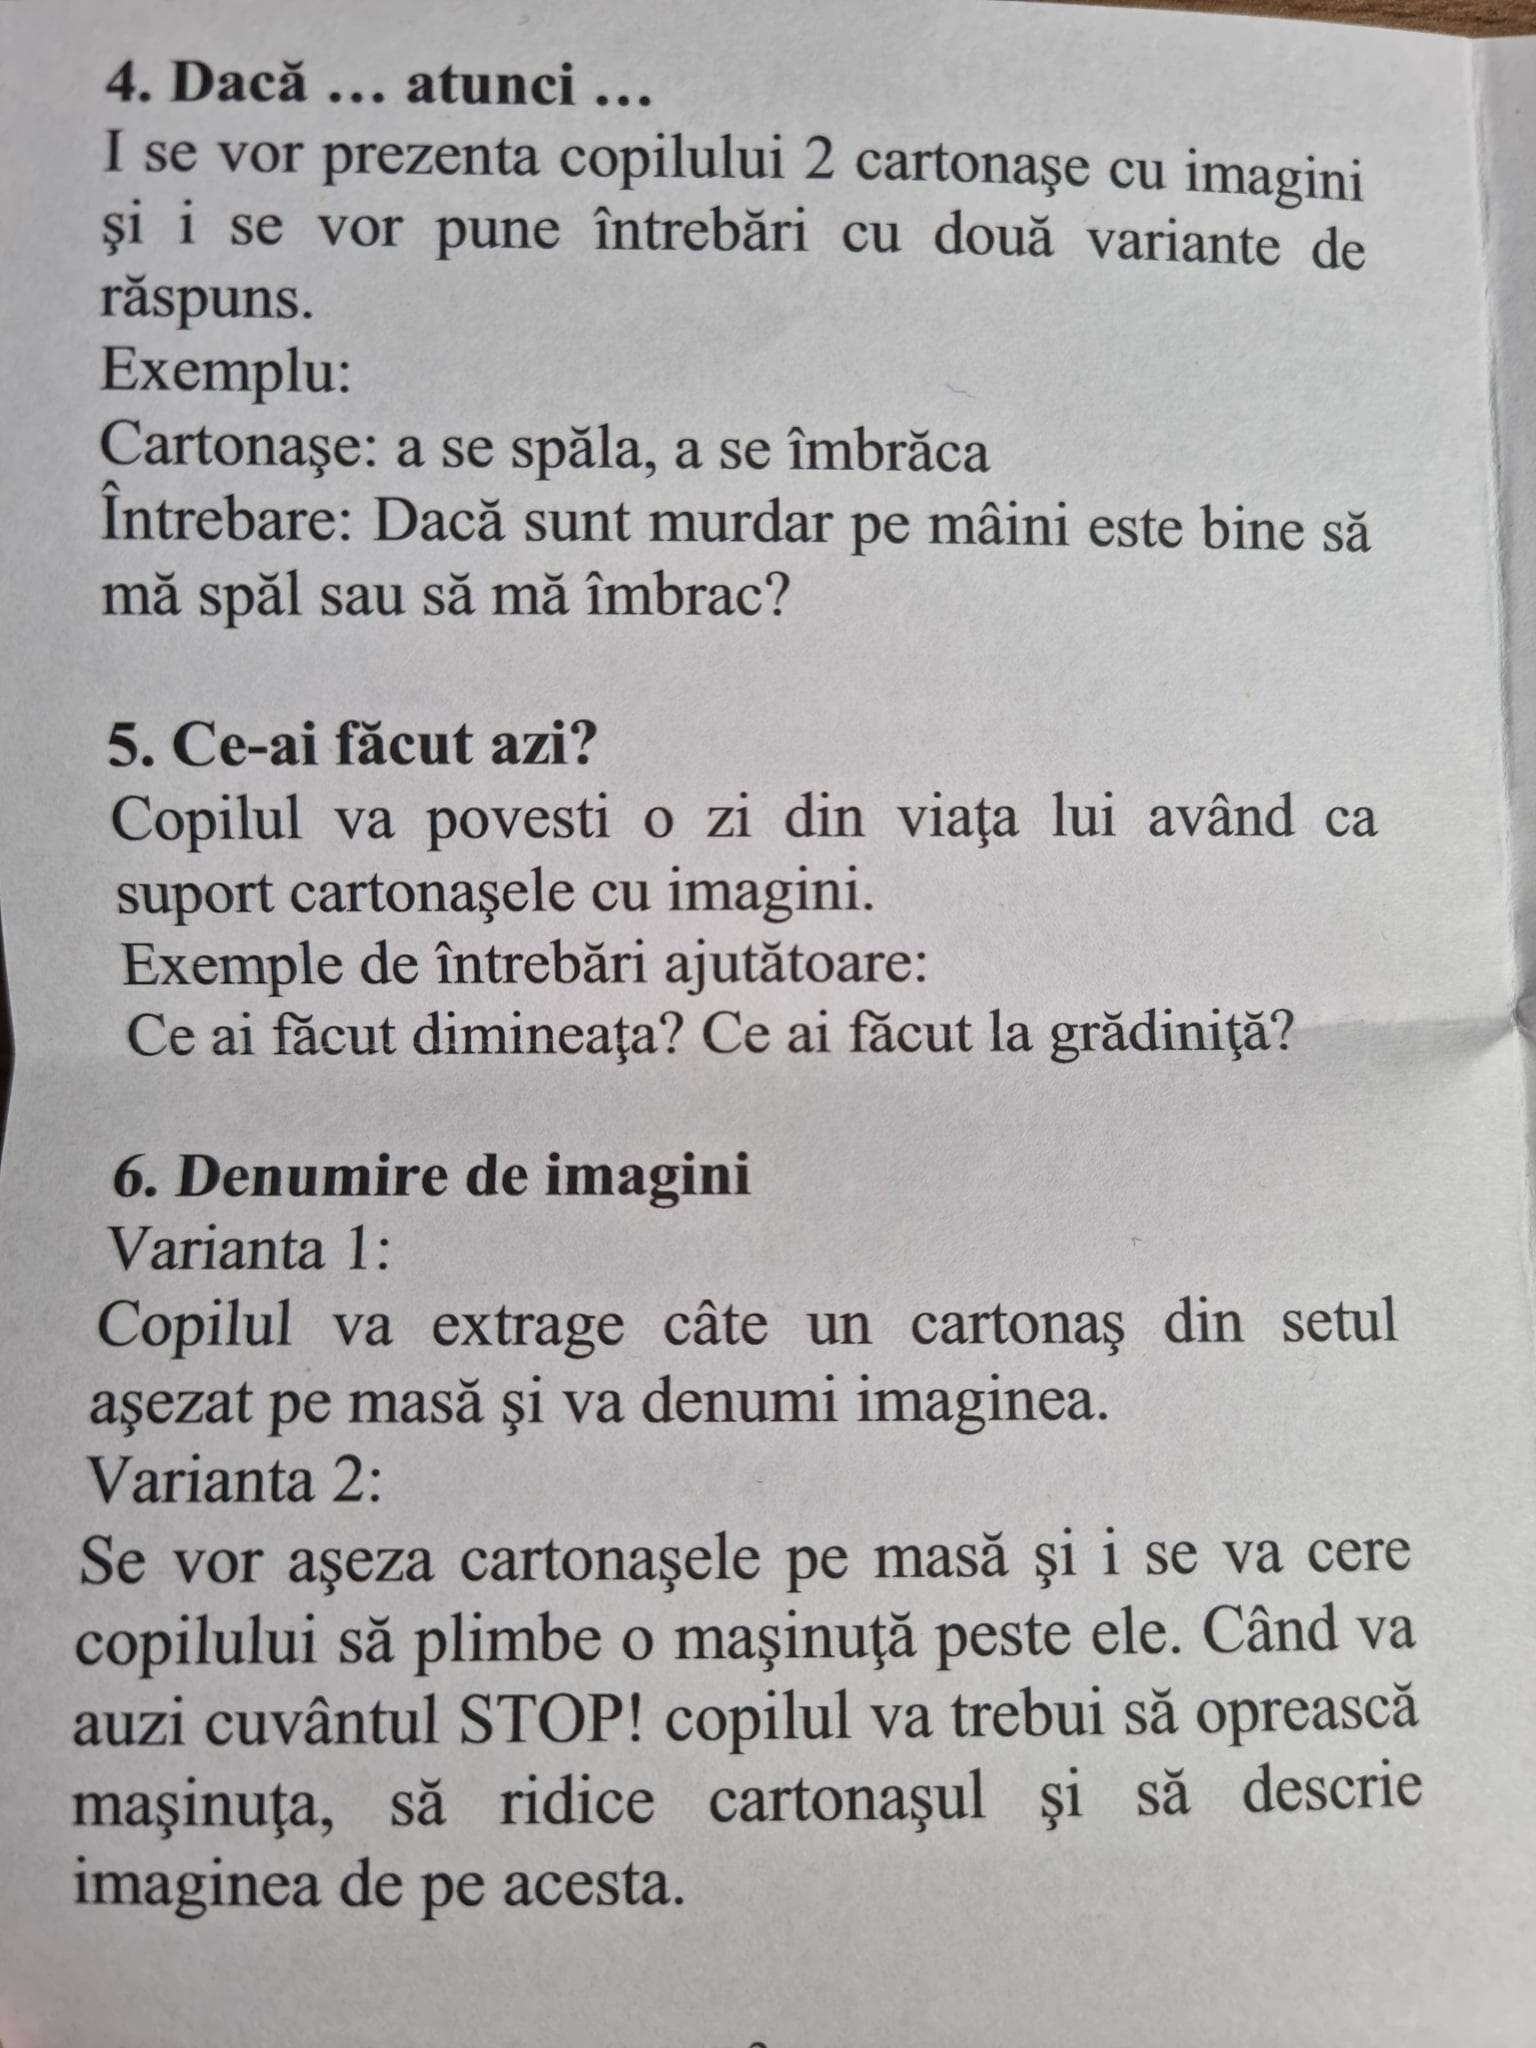 4. Dacă ... atunci ...
I se vor prezenta copilului 2 cartonaşe cu imagini
şi i se vor pune întrebări cu două variante de
răspuns.
Exemplu:
Cartonaşe: a se spăla, a se îmbrăca
Întrebare: Dacă sunt murdar pe mâini este bine să
mă spăl sau să mă îmbrac?
5. Ce-ai făcut azi?
Copilul va povesti o zi din viaţa lui având ca
suport cartonaşele cu imagini.
Exemple de întrebări ajutătoare:
Ce ai făcut dimineaţa? Ce ai făcut la grădiniţă?
6. Denumire de imagini
Varianta 1:
Copilul va extrage câte un cartonaş din setul
aşezat pe masă şi va denumi imaginea.
Varianta 2:
Se vor aşeza cartonaşele pe masă şi i se va cere
copilului să plimbe o maşinuţă peste ele. Când va
auzi cuvântul STOP! copilul va trebui să oprească
maşinuţa, să ridice cartonaşul şi să descrie
imaginea de pe acesta.